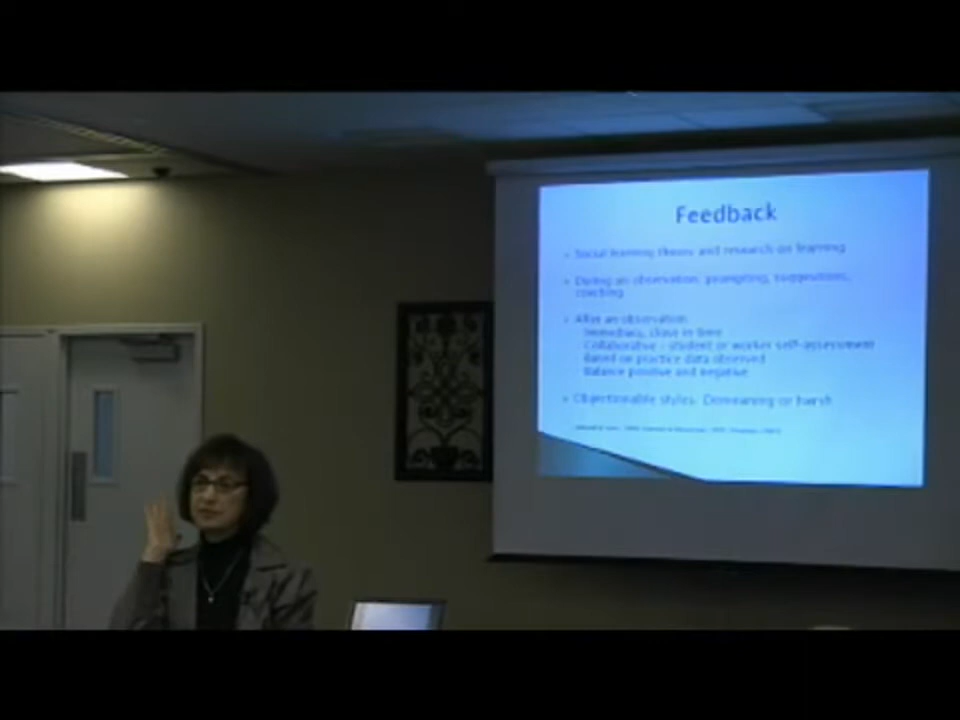 Feedback
Social learning theory and research on learning
During an observation: prompting, suggestions,
coaching
After an observation:
Immediate, close in time
Collaborative - student or worker self-assessment
Based on practice data observed
Balance positive and negative
Objectionable styles: Demeaning or harsh